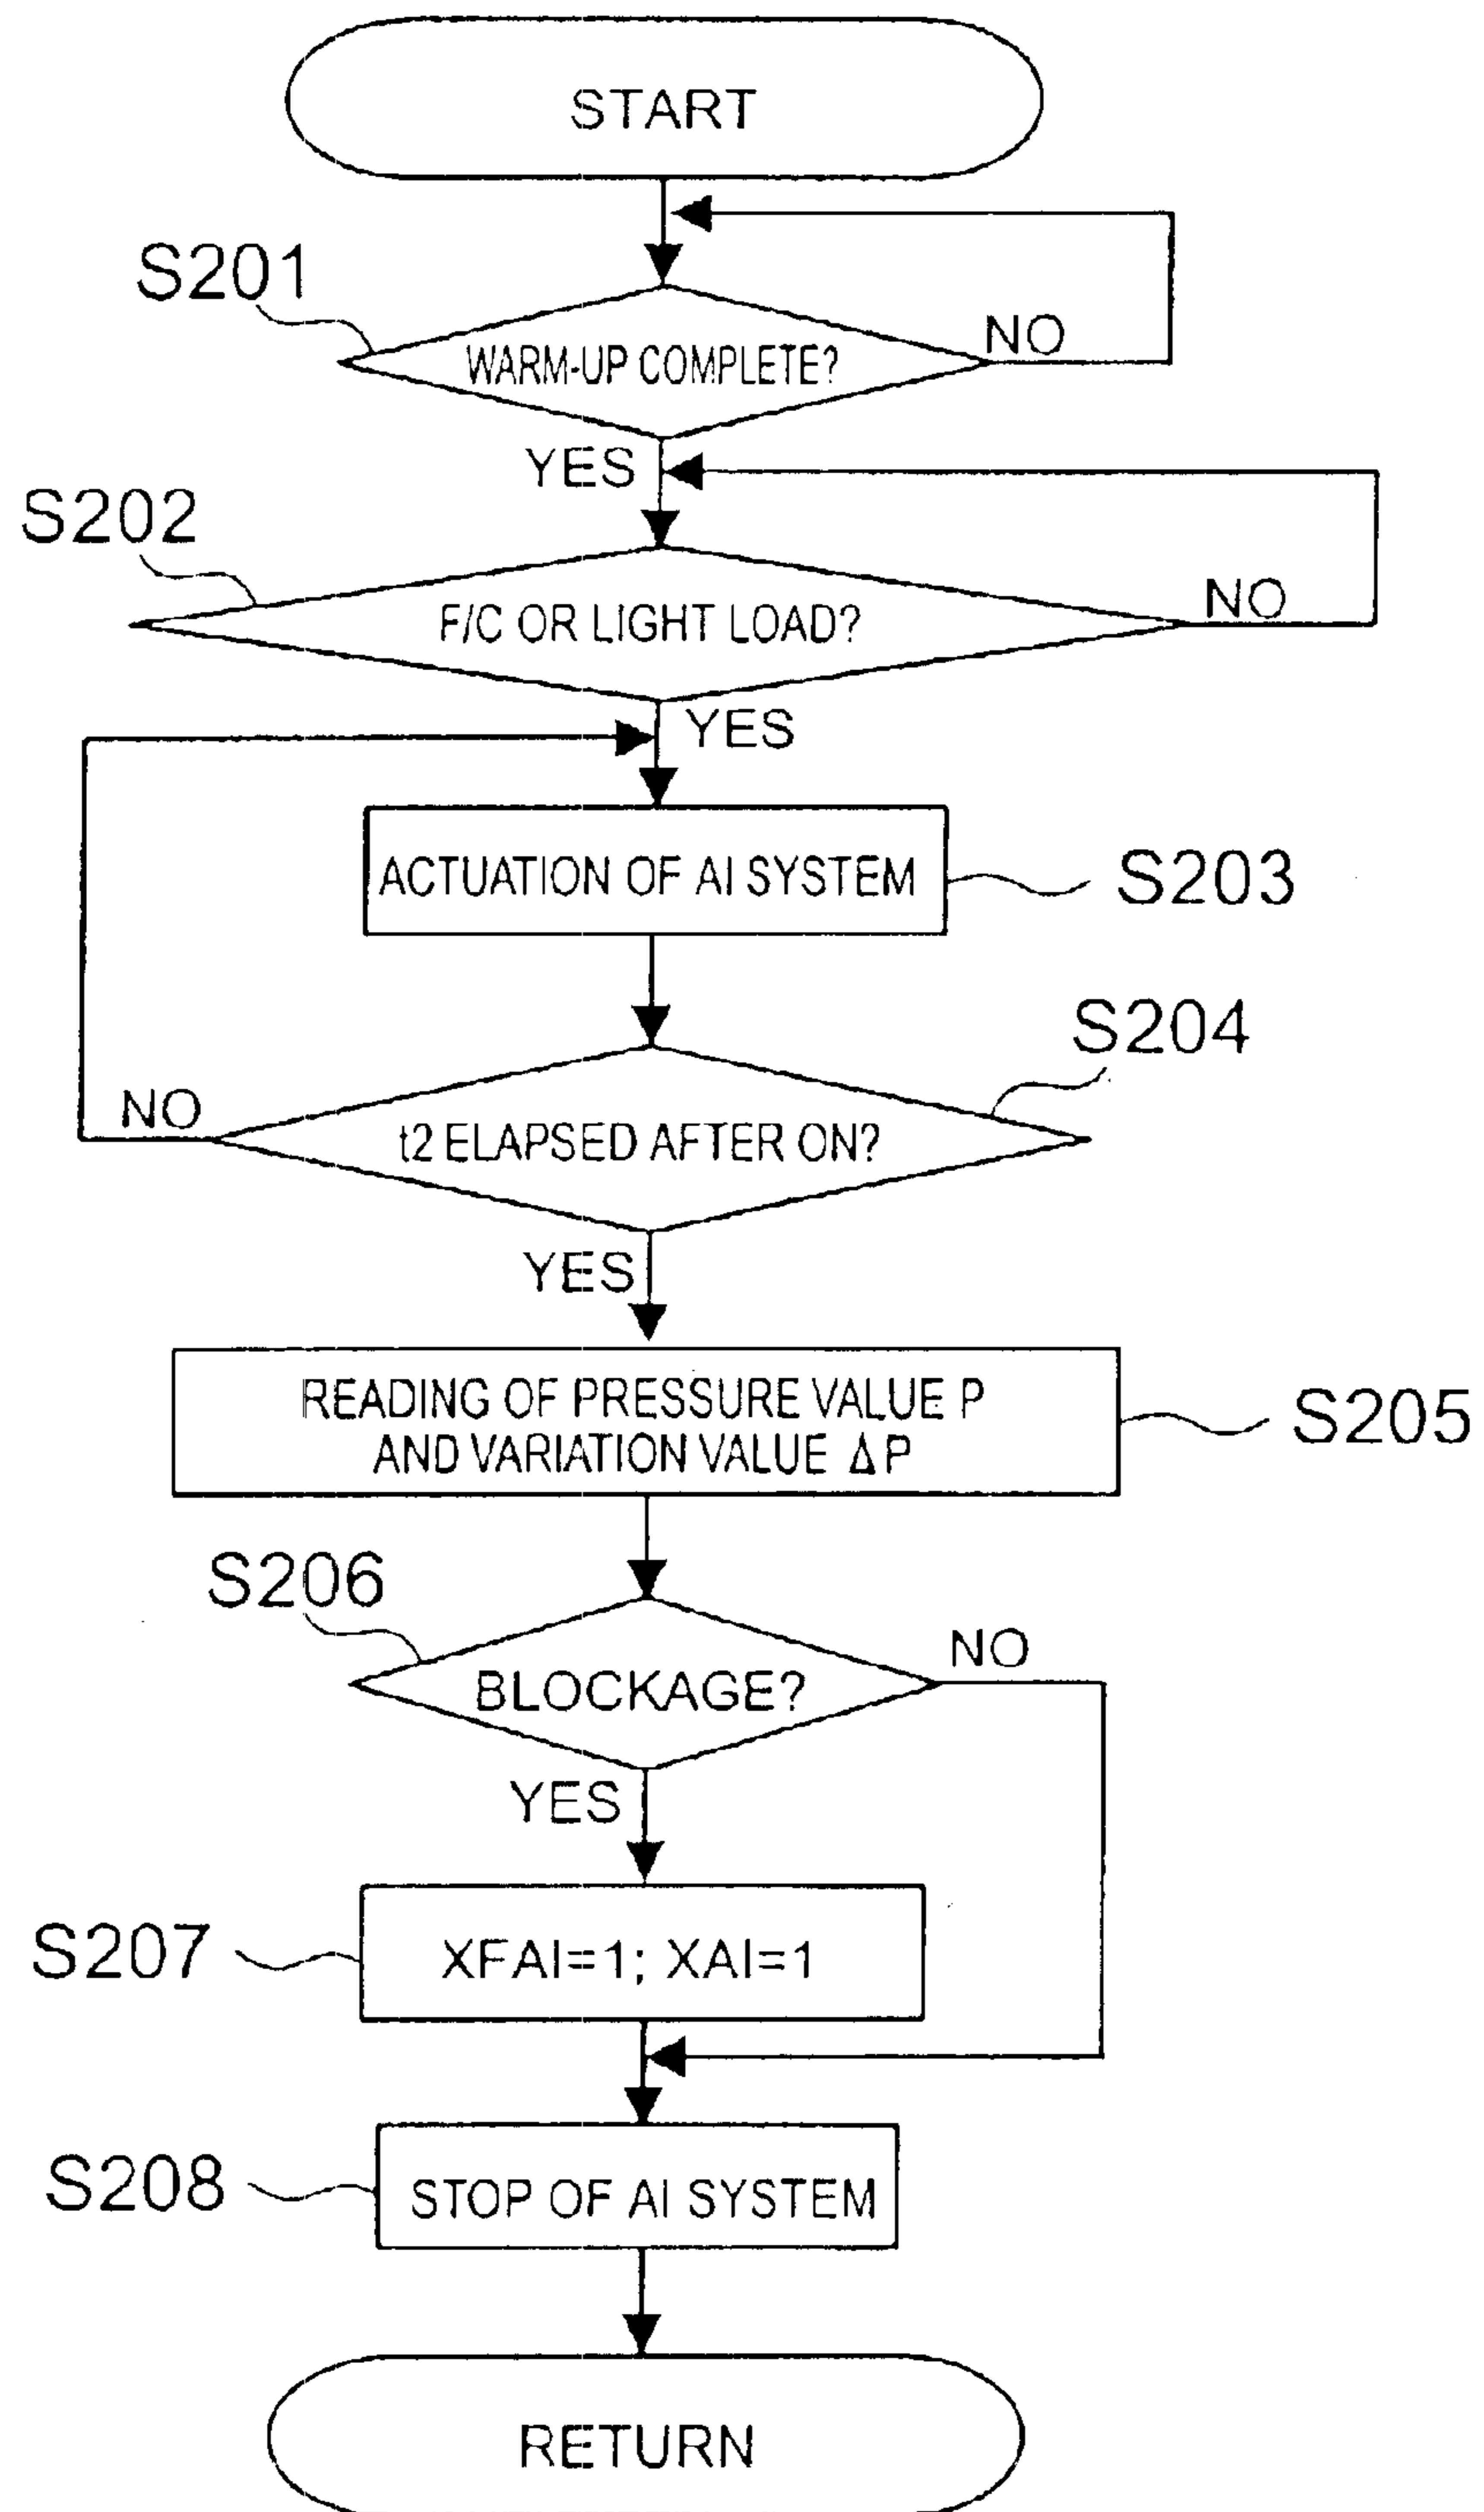 START
S201
WARM-UP COMPLETE?
NO
YES
S202
F/C OR LIGHT LOAD?
NO
YES
ACTUATION OF AI SYSTEM
S203
S204
NO
t2 ELAPSED AFTER ON?
YES
READING OF PRESSURE VALUE P
AND VARIATION VALUE ΔP
S205
S206
NO
BLOCKAGE?
YES
S207
XFAI=1; XAI=1
S208
STOP OF AI SYSTEM
RETURN